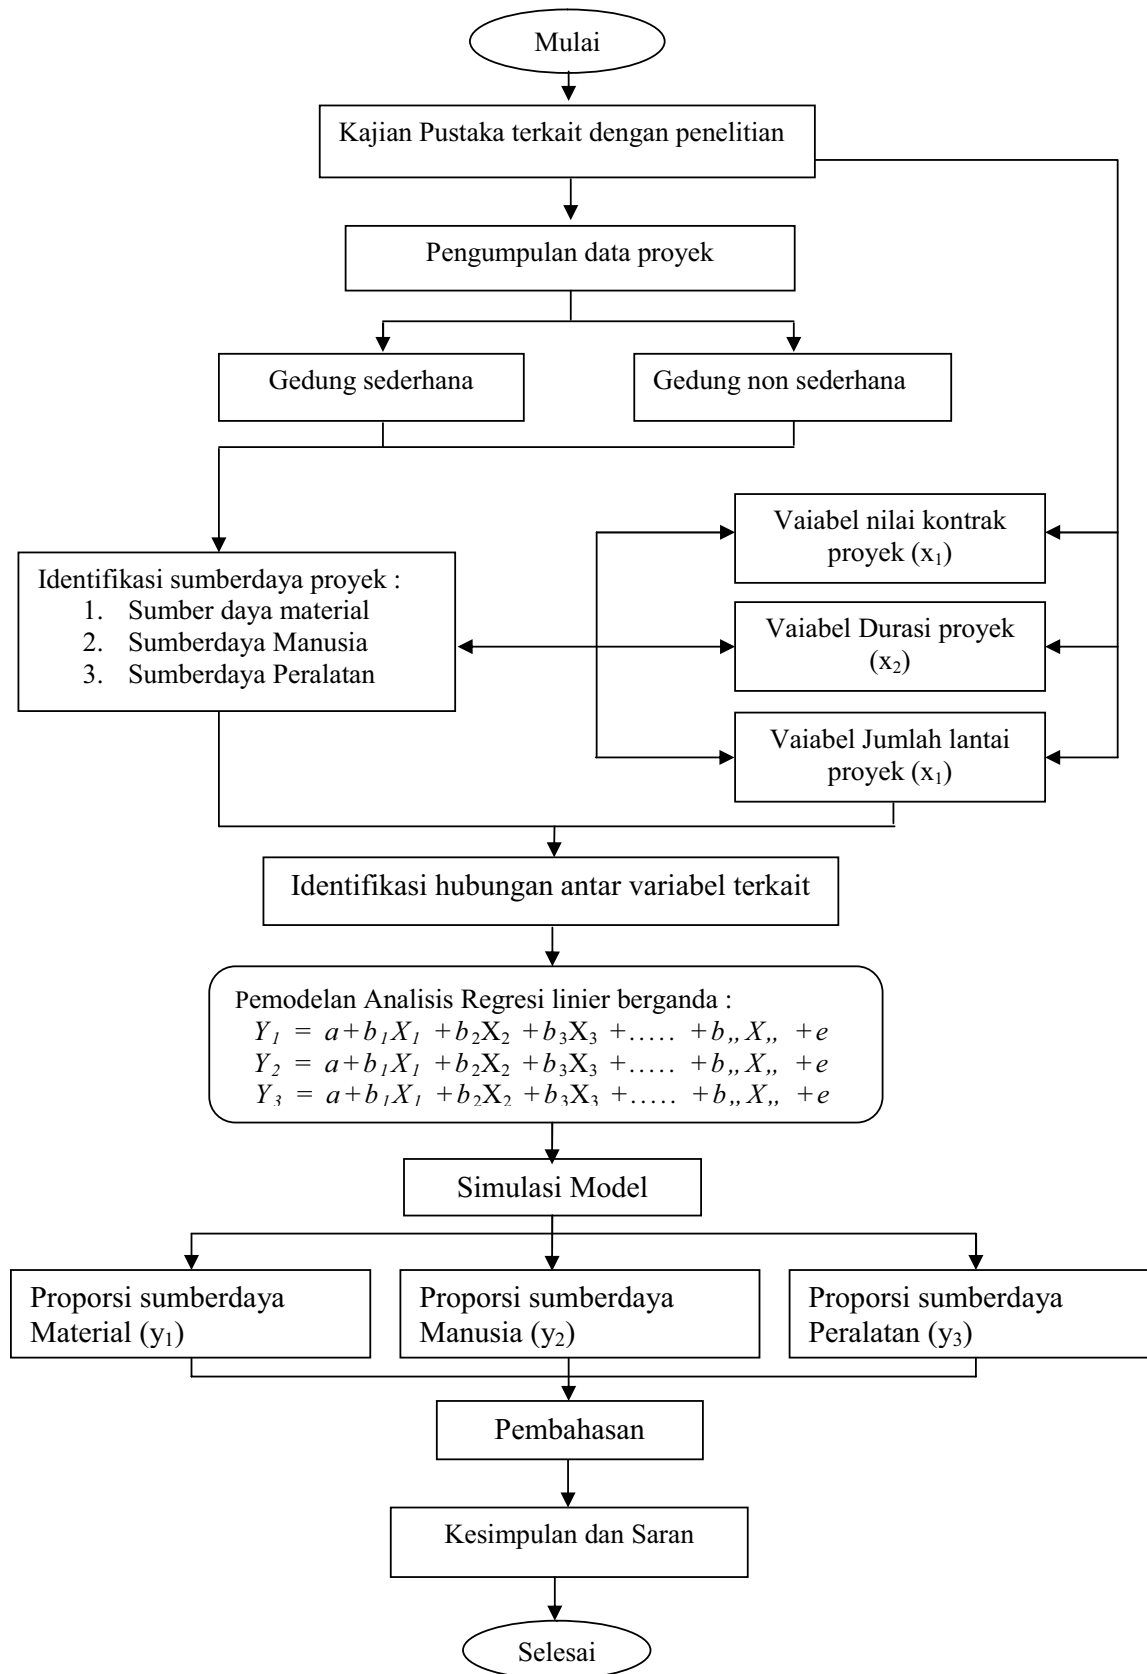 Mulai
Kajian Pustaka terkait dengan penelitian
Pengumpulan data proyek
Gedung sederhana
Gedung non sederhana
Vaiabel nilai kontrak
proyek (x₁)
Identifikasi sumberdaya proyek :
1. Sumber daya material
2. Sumberdaya Manusia
3. Sumberdaya Peralatan
Vaiabel Durasi proyek
(x₂)
Vaiabel Jumlah lantai
proyek (x₁)
Identifikasi hubungan antar variabel terkait
Pemodelan Analisis Regresi linier berganda :
Y₁ = a+b₁X₁ +b₂X₂ +b₃X₃ +..... +b„X„ +e
Y₂ = a+b₁X₁ +b₂X₂ +b₃X₃ +..... +b„X„ +e
Y₃ = a+b₁X₁ +b₂X₂ +b₃X₃ +..... +b„X„ +e
Simulasi Model
Proporsi sumberdaya
Material (y₁)
Proporsi sumberdaya
Manusia (y₂)
Proporsi sumberdaya
Peralatan (y₃)
Pembahasan
Kesimpulan dan Saran
Selesai